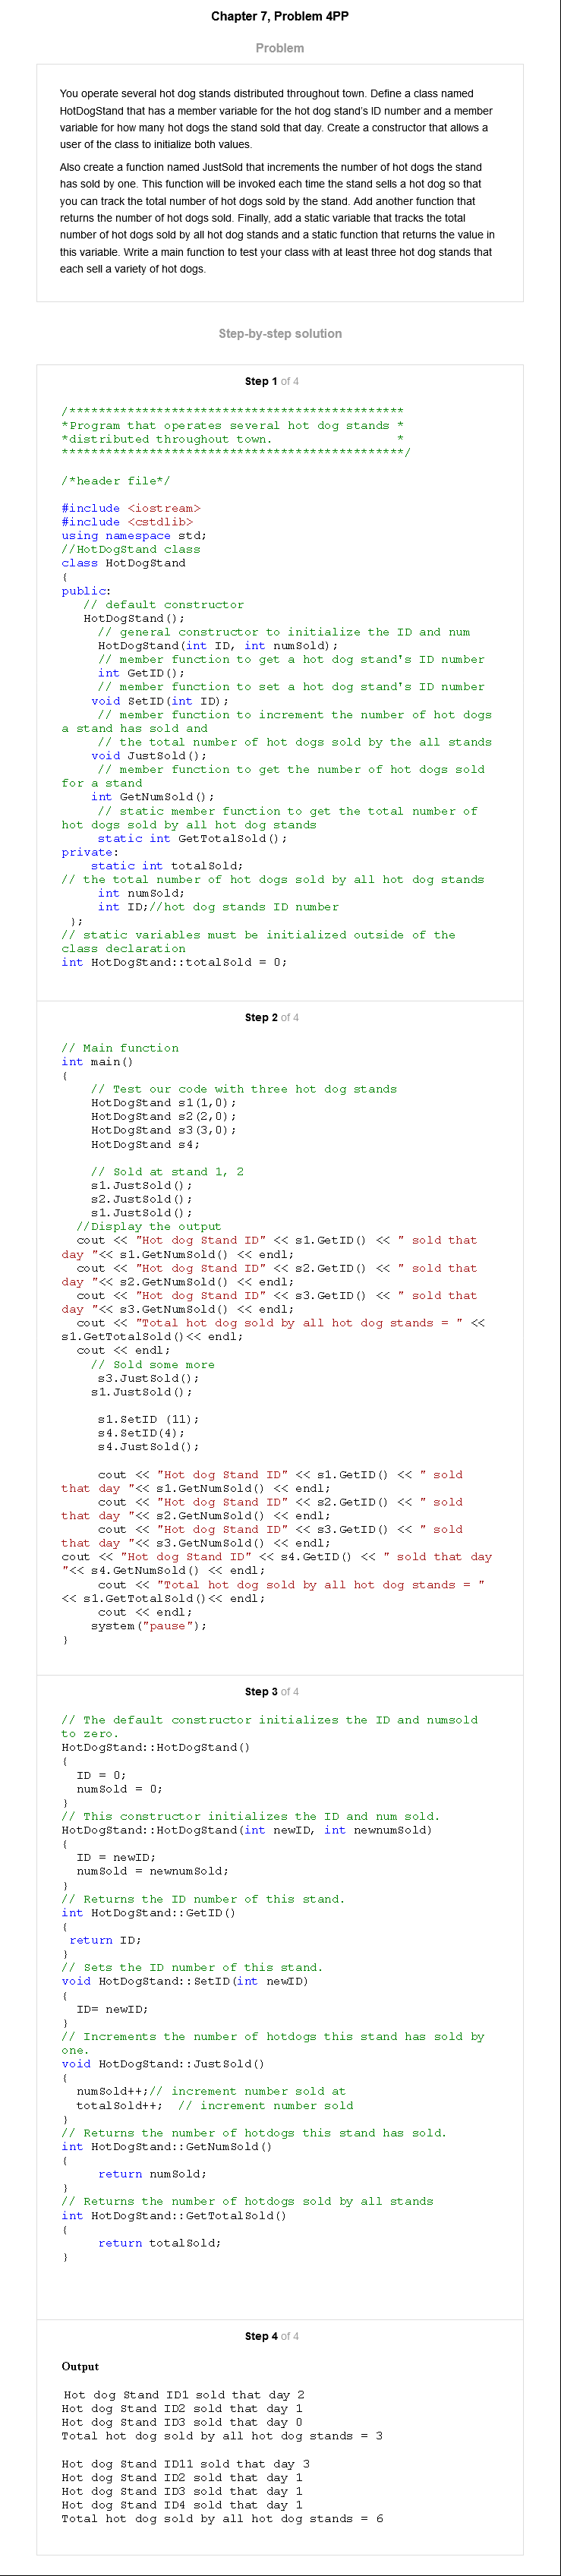 Chapter 7, Problem 4PP
Problem
You operate several hot dog stands distributed throughout town. Define a class named
HotDogStand that has a member variable for the hot dog stand's ID number and a member
variable for how many hot dogs the stand sold that day. Create a constructor that allows a
user of the class to initialize both values.
Also create a function named JustSold that increments the number of hot dogs the stand
has sold by one. This function will be invoked each time the stand sells a hot dog so that
you can track the total number of hot dogs sold by the stand. Add another function that
returns the number of hot dogs sold. Finally, add a static variable that tracks the total
number of hot dogs sold by all hot dog stands and a static function that returns the value in
this variable. Write a main function to test your class with at least three hot dog stands that
each sell a variety of hot dogs.
Step-by-step solution
Step 1 of 4
/**********************************************
*Program that operates several hot dog stands *
*distributed throughout town.                 *
***********************************************/
/*header file*/
#include <iostream>
#include <cstdlib>
using namespace std;
//HotDogStand class
class HotDogStand
{
public:
// default constructor
HotDogStand();
// general constructor to initialize the ID and num
HotDogStand(int ID, int numSold);
// member function to get a hot dog stand's ID number
int GetID();
// member function to set a hot dog stand's ID number
void SetID(int ID);
// member function to increment the number of hot dogs
a stand has sold and
// the total number of hot dogs sold by the all stands
void JustSold();
// member function to get the number of hot dogs sold
for a stand
int GetNumSold();
// static member function to get the total number of
hot dogs sold by all hot dog stands
static int GetTotalSold();
private:
static int totalSold;
// the total number of hot dogs sold by all hot dog stands
int numSold;
int ID;//hot dog stands ID number
};
// static variables must be initialized outside of the
class declaration
int HotDogStand::totalSold = 0;
Step 2 of 4
// Main function
int main()
{
// Test our code with three hot dog stands
HotDogStand s1(1,0);
HotDogStand s2(2,0);
HotDogStand s3(3,0);
HotDogStand s4;
// Sold at stand 1, 2
s1.JustSold();
s2.JustSold();
s1.JustSold();
//Display the output
cout << "Hot dog Stand ID" << s1.GetID() << " sold that
day "<< s1.GetNumSold() << endl;
cout << "Hot dog Stand ID" << s2.GetID() << " sold that
day "<< s2.GetNumSold() << endl;
cout << "Hot dog Stand ID" << s3.GetID() << " sold that
day "<< s3.GetNumSold() << endl;
cout << "Total hot dog sold by all hot dog stands = " <<
s1.GetTotalSold()<< endl;
cout << endl;
// Sold some more
s3.JustSold();
s1.JustSold();
s1.SetID (11);
s4.SetID(4);
s4.JustSold();
cout << "Hot dog Stand ID" << s1.GetID() << " sold
that day "<< s1.GetNumSold() << endl;
cout << "Hot dog Stand ID" << s2.GetID() << " sold
that day "<< s2.GetNumSold() << endl;
cout << "Hot dog Stand ID" << s3.GetID() << " sold
that day "<< s3.GetNumSold() << endl;
cout << "Hot dog Stand ID" << s4.GetID() << " sold that day
"<< s4.GetNumSold() << endl;
cout << "Total hot dog sold by all hot dog stands = "
<< s1.GetTotalSold()<< endl;
cout << endl;
system("pause");
}
Step 3 of 4
// The default constructor initializes the ID and numsold
to zero.
HotDogStand::HotDogStand()
{
ID = 0;
numSold = 0;
}
// This constructor initializes the ID and num sold.
HotDogStand::HotDogStand(int newID, int newnumSold)
{
ID = newID;
numSold = newnumSold;
}
// Returns the ID number of this stand.
int HotDogStand::GetID()
{
return ID;
}
// Sets the ID number of this stand.
void HotDogStand::SetID(int newID)
{
ID= newID;
}
// Increments the number of hotdogs this stand has sold by
one.
void HotDogStand::JustSold()
{
numSold++;// increment number sold at
totalSold++;  // increment number sold
}
// Returns the number of hotdogs this stand has sold.
int HotDogStand::GetNumSold()
{
return numSold;
}
// Returns the number of hotdogs sold by all stands
int HotDogStand::GetTotalSold()
{
return totalSold;
}
Step 4 of 4
Output
Hot dog Stand ID1 sold that day 2
Hot dog Stand ID2 sold that day 1
Hot dog Stand ID3 sold that day 0
Total hot dog sold by all hot dog stands = 3
Hot dog Stand ID11 sold that day 3
Hot dog Stand ID2 sold that day 1
Hot dog Stand ID3 sold that day 1
Hot dog Stand ID4 sold that day 1
Total hot dog sold by all hot dog stands = 6